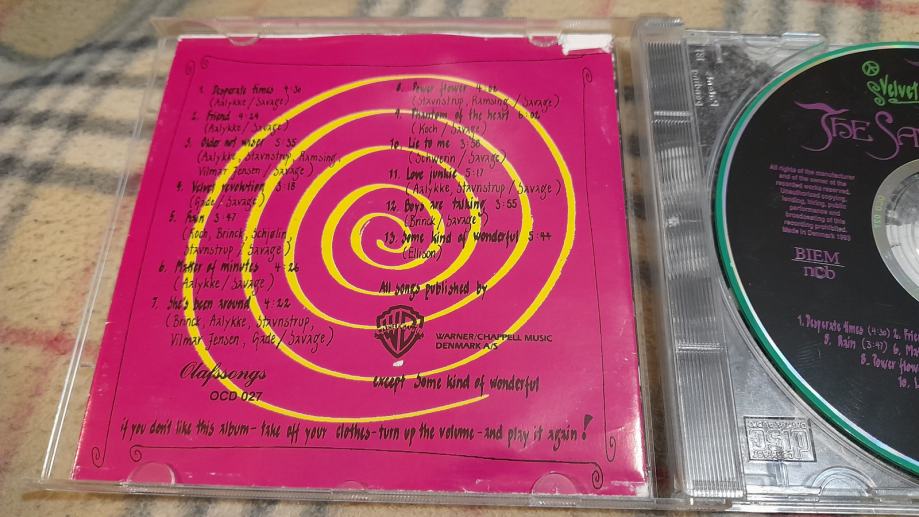 1. Desperate times 4:30
(Aalykke/Savage)
2. Friend 4:24
(Aalykke/Savage)
3. Older not wiser 5:35
(Aalykke, Stavnstrup, Ramsing,
Vilmar Jensen/Savage)
4. Velvet revolution 5:18
(Gade/Savage)
5. Rain 3:47
(Koch, Brinck, Schjølin,
Stavnstrup/Savage)
6. Matter of minutes 4:26
(Aalykke/Savage)
7. She's been around 4:22
(Brinck, Aalykke, Stavnstrup,
Vilmar Jensen, Gade/Savage)
8. Power flower
(Stavnstrup, Ramsing/Savage)
9. Phantom of the heart 6:02
(Koch/Savage)
10. Lie to me 3:58
(Schwenn/Savage)
11. Love junkie 5:17
(Aalykke, Stavnstrup/Savage)
12. Boys are talking 3:55
(Brinck/Savage)
13. Some kind of wonderful 5:44
(Ellison)
All songs published by
WARNER/CHAPPELL MUSIC
DENMARK A/S
except Some kind of wonderful
Olafssongs
OCD 027
if you don't like this album-take off your clothes-turn up the volume-and play it again!
Velvet
THE SA
All rights of the manufacturer
and of the owner of the
recorded works reserved.
Unauthorized copying,
lending, hiring, public
performance and
broadcasting of this
recording prohibited.
Made in Denmark 1993
BIEM
ncb
1. Desperate times (4:30) 2. Frie
5. Rain (3:47) 6. Ma
8. Power flow
10.